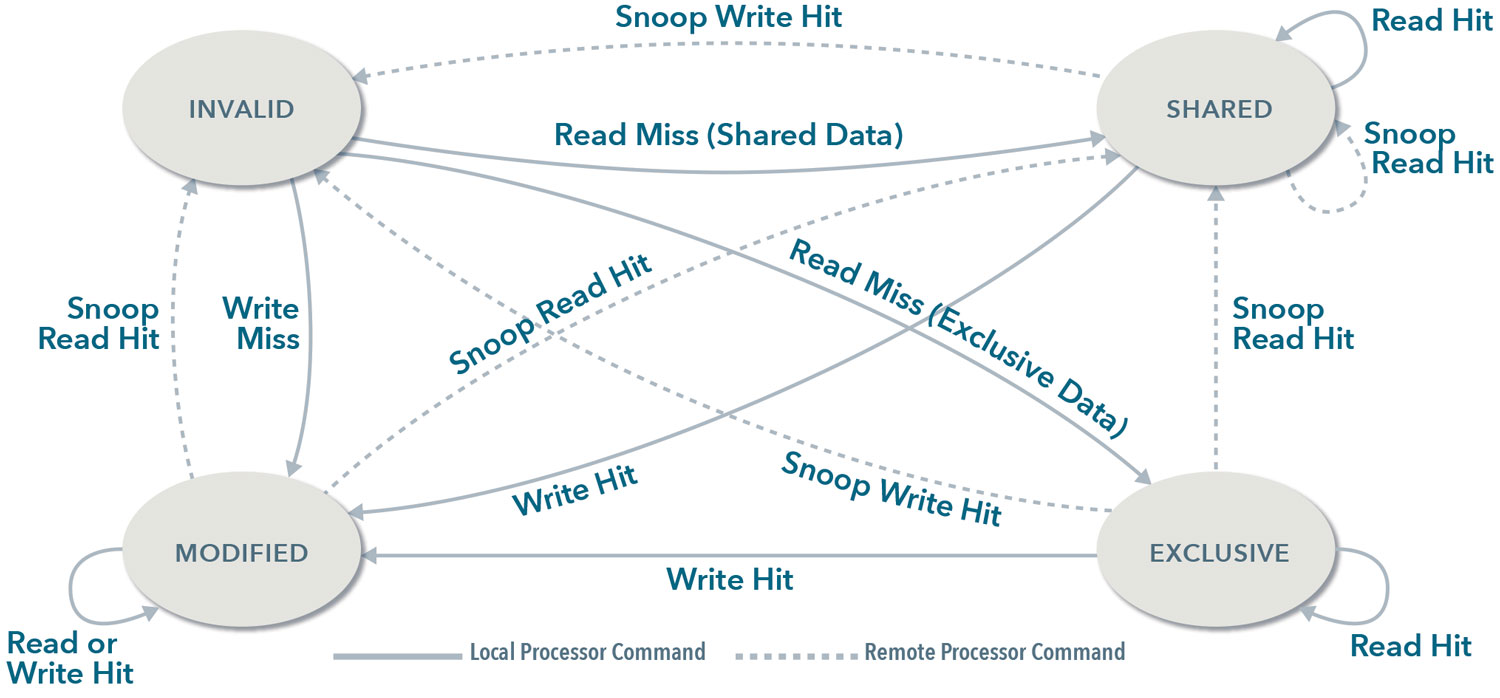 Snoop Write Hit
Read Hit
INVALID
SHARED
Read Miss (Shared Data)
Snoop
Read Hit
Snoop Read Hit
Read Miss (Exclusive Data)
Snoop
Read Hit
Write
Miss
Snoop
Read Hit
Write Hit
Snoop Write Hit
MODIFIED
EXCLUSIVE
Write Hit
Read or
Write Hit
Local Processor Command
Remote Processor Command
Read Hit